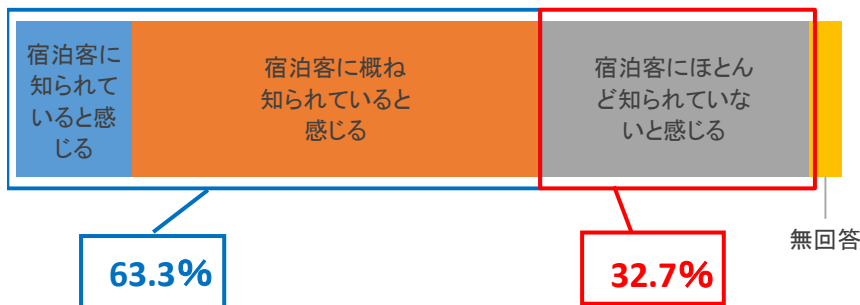 宿泊客に
知られて
いると感
じる
宿泊客に概ね
知られていると
感じる
宿泊客にほとん
ど知られていな
いと感じる
無回答
63.3%
32.7%